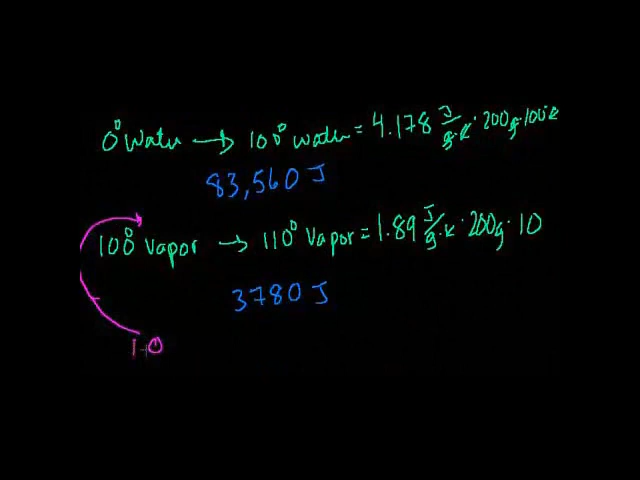 0° Water → 100° water = 4.178 J/g·K · 200g · 100K
83,560 J
100° Vapor → 110° Vapor = 1.89 J/g·K · 200g · 10
3780 J
110